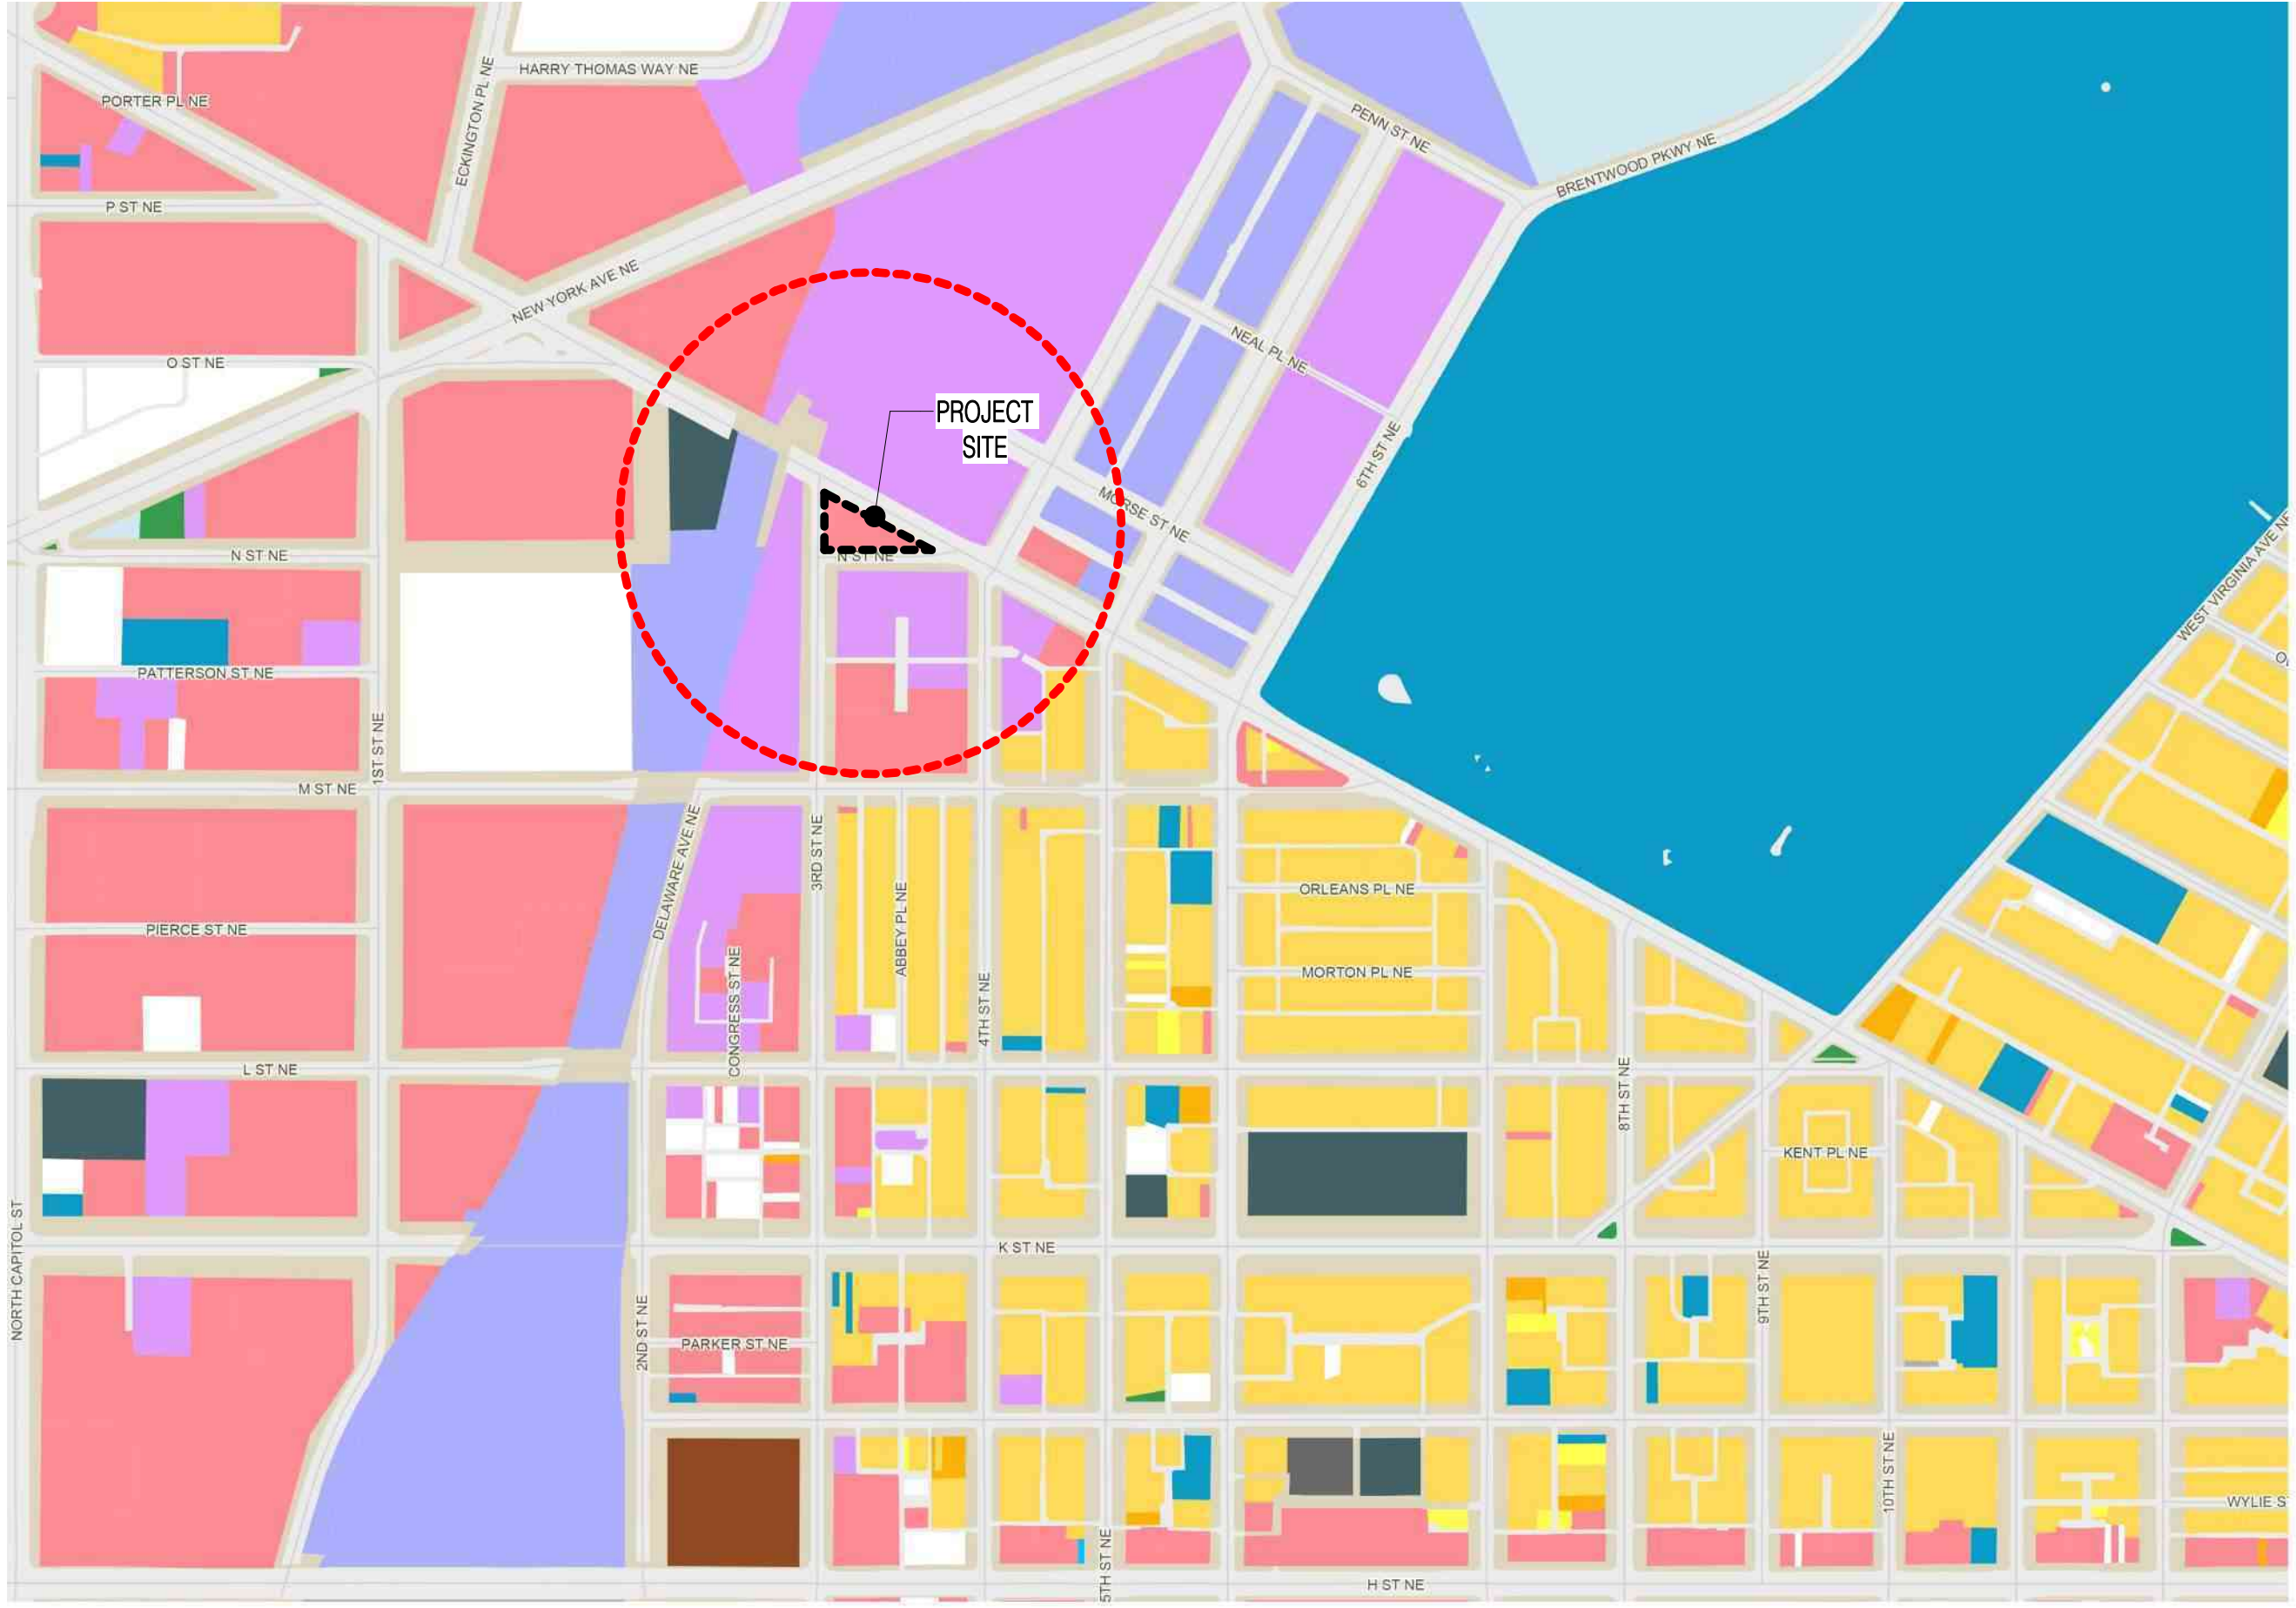 HARRY THOMAS WAY NE
ECKINGTON PL NE
PORTER PL NE
PENN ST NE
BRENTWOOD PKWY NE
P ST NE
NEW YORK AVE NE
NEAL PL NE
O ST NE
PROJECT
SITE
6TH ST NE
MORSE ST NE
N ST NE
N ST NE
WEST VIRGINIA AVE NE
PATTERSON ST NE
1ST ST NE
M ST NE
DELAWARE AVE NE
3RD ST NE
ABBEY PL NE
ORLEANS PL NE
PIERCE ST NE
CONGRESS ST NE
4TH ST NE
MORTON PL NE
L ST NE
8TH ST NE
KENT PL NE
NORTH CAPITOL ST
K ST NE
2ND ST NE
PARKER ST NE
9TH ST NE
10TH ST NE
WYLIE S
5TH ST NE
H ST NE